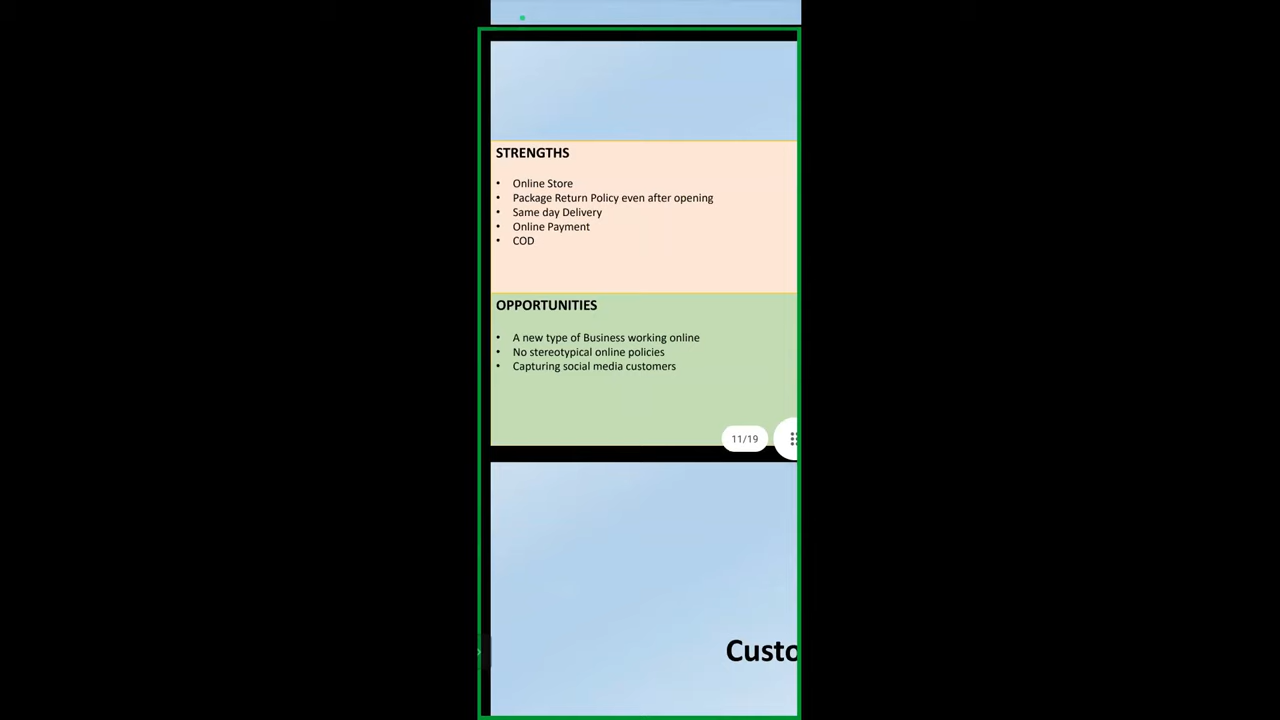 STRENGTHS
• Online Store
• Package Return Policy even after opening
• Same day Delivery
• Online Payment
• COD
OPPORTUNITIES
• A new type of Business working online
• No stereotypical online policies
• Capturing social media customers
11/19
Custo